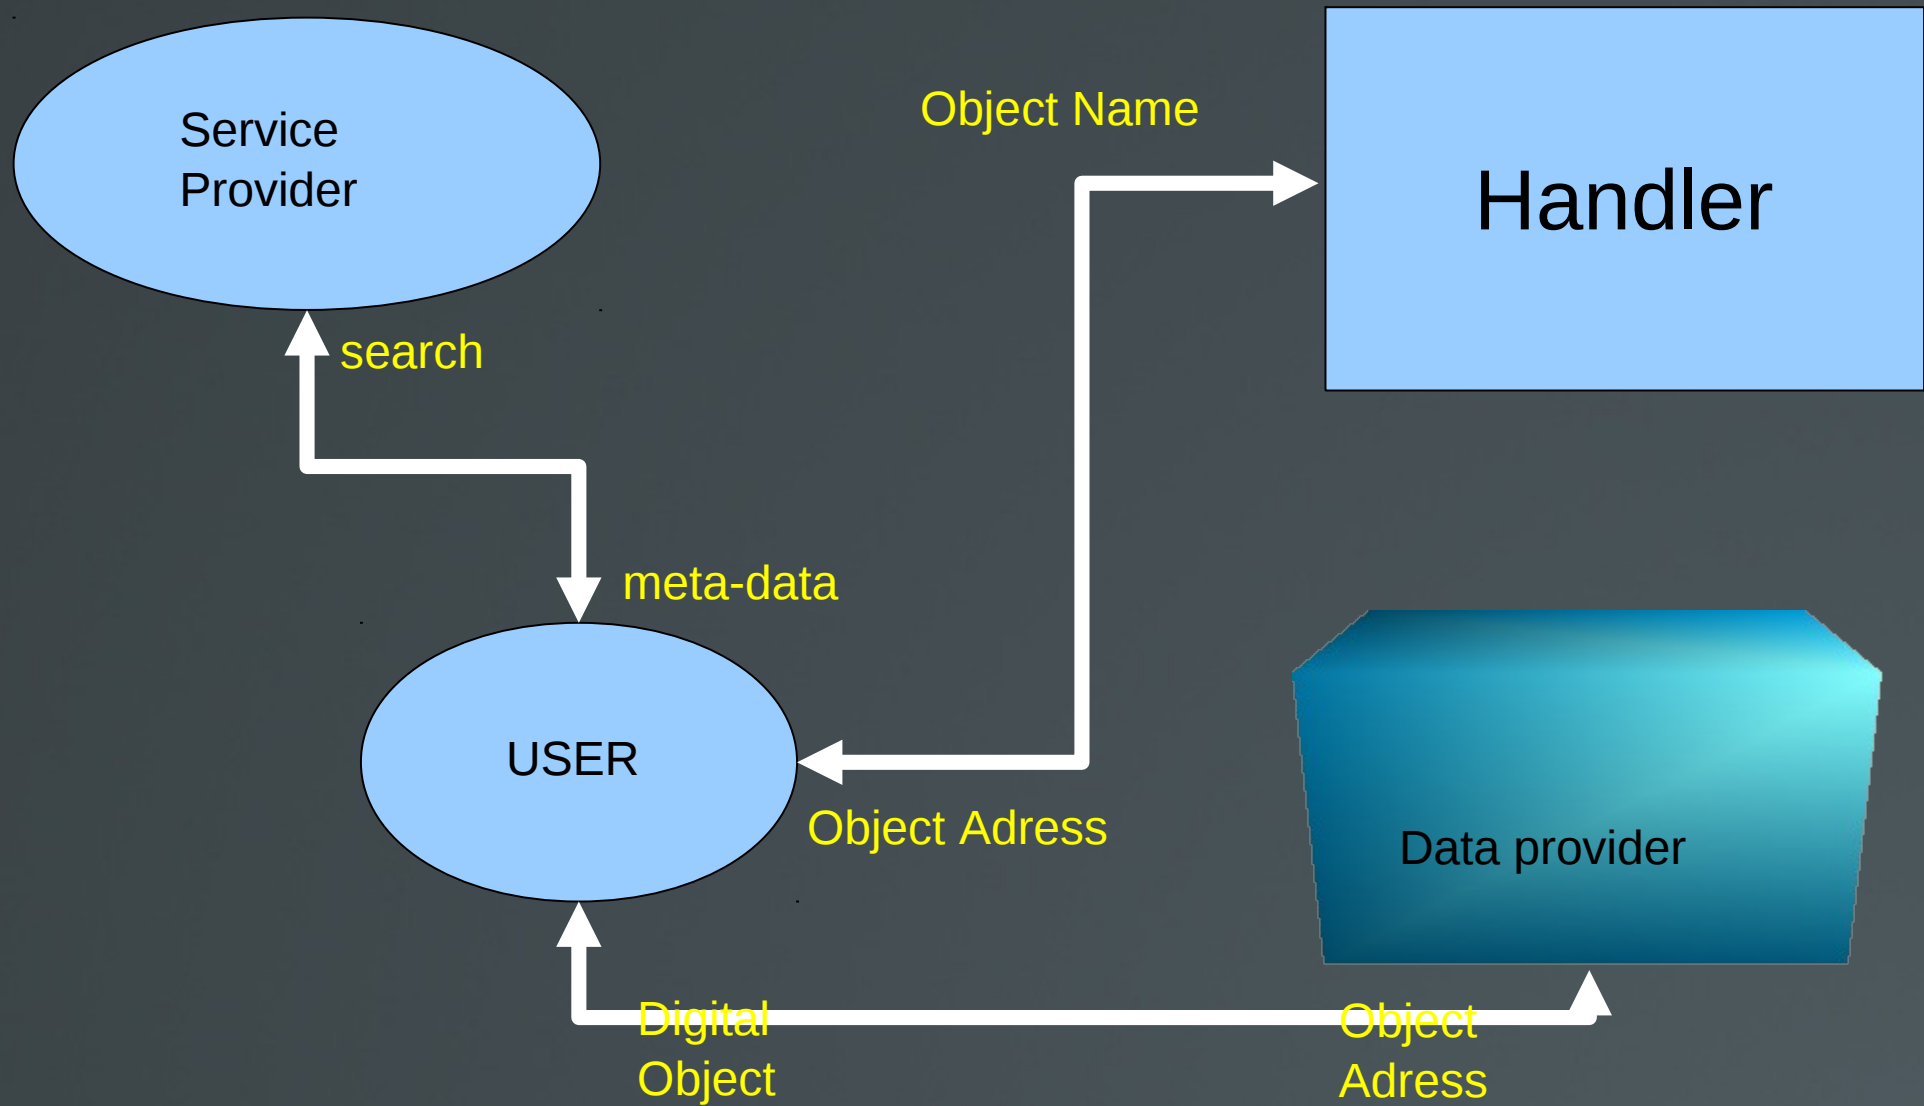 Service
Provider
Object Name
Handler
search
meta-data
USER
Object Adress
Data provider
Digital
Object
Object
Adress